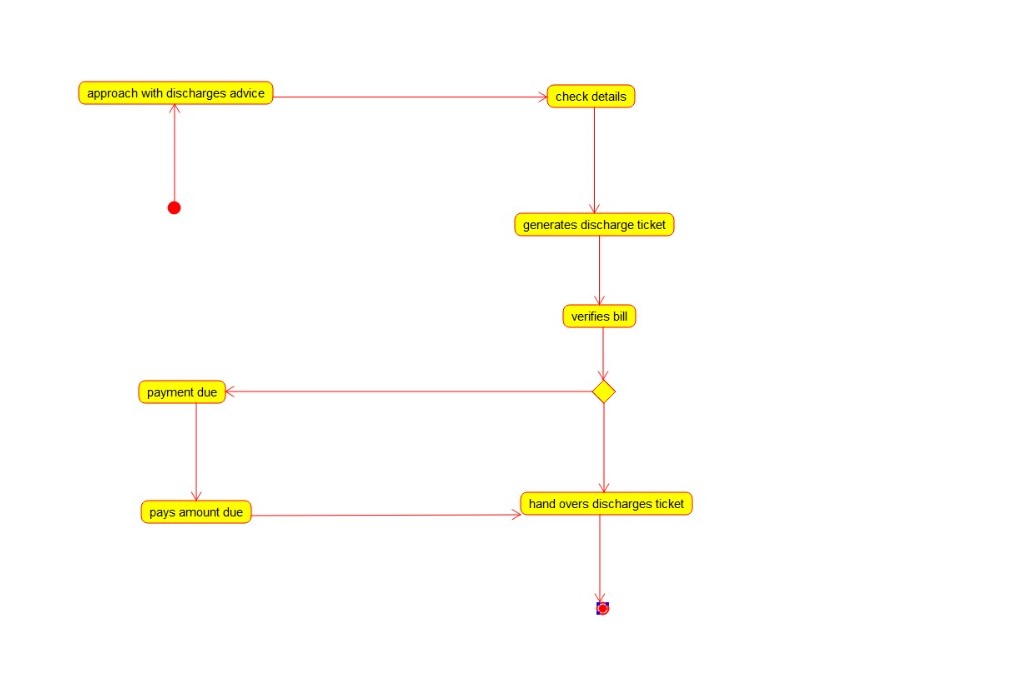 approach with discharges advice
check details
generates discharge ticket
verifies bill
payment due
pays amount due
hand overs discharges ticket